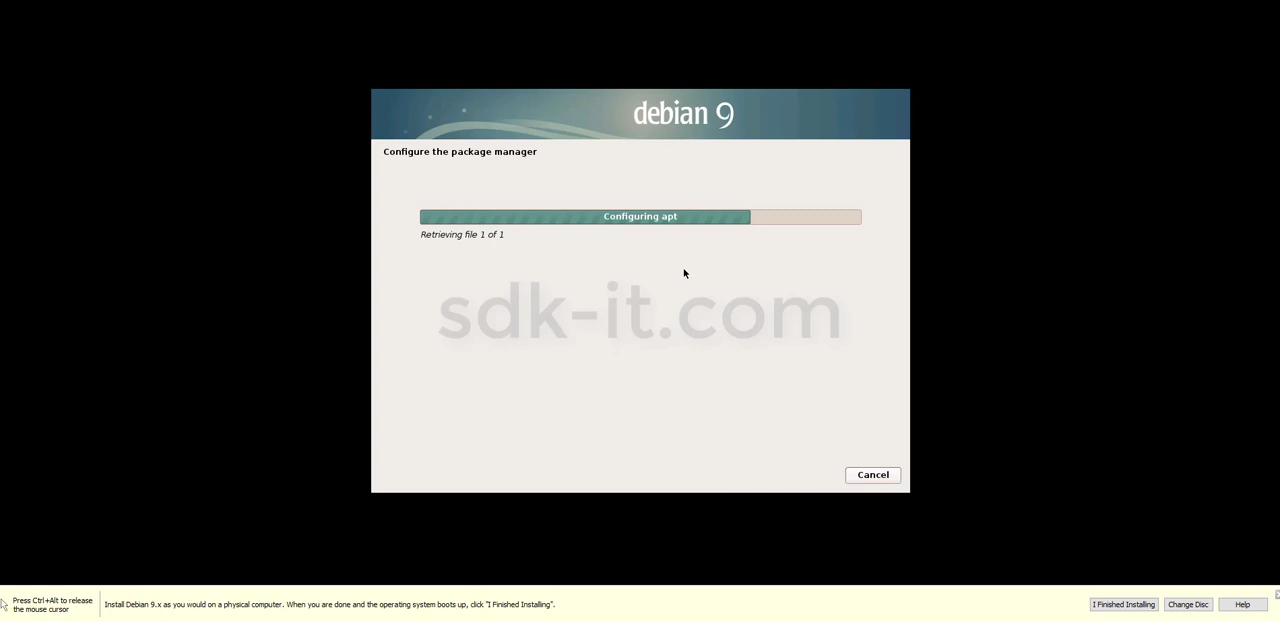 debian 9
Configure the package manager
Configuring apt
Retrieving file 1 of 1
sdk-it.com
Cancel
Press Ctrl+Alt to release
the mouse cursor
Install Debian 9.x as you would on a physical computer. When you are done and the operating system boots up, click "I Finished Installing".
I Finished Installing
Change Disc
Help